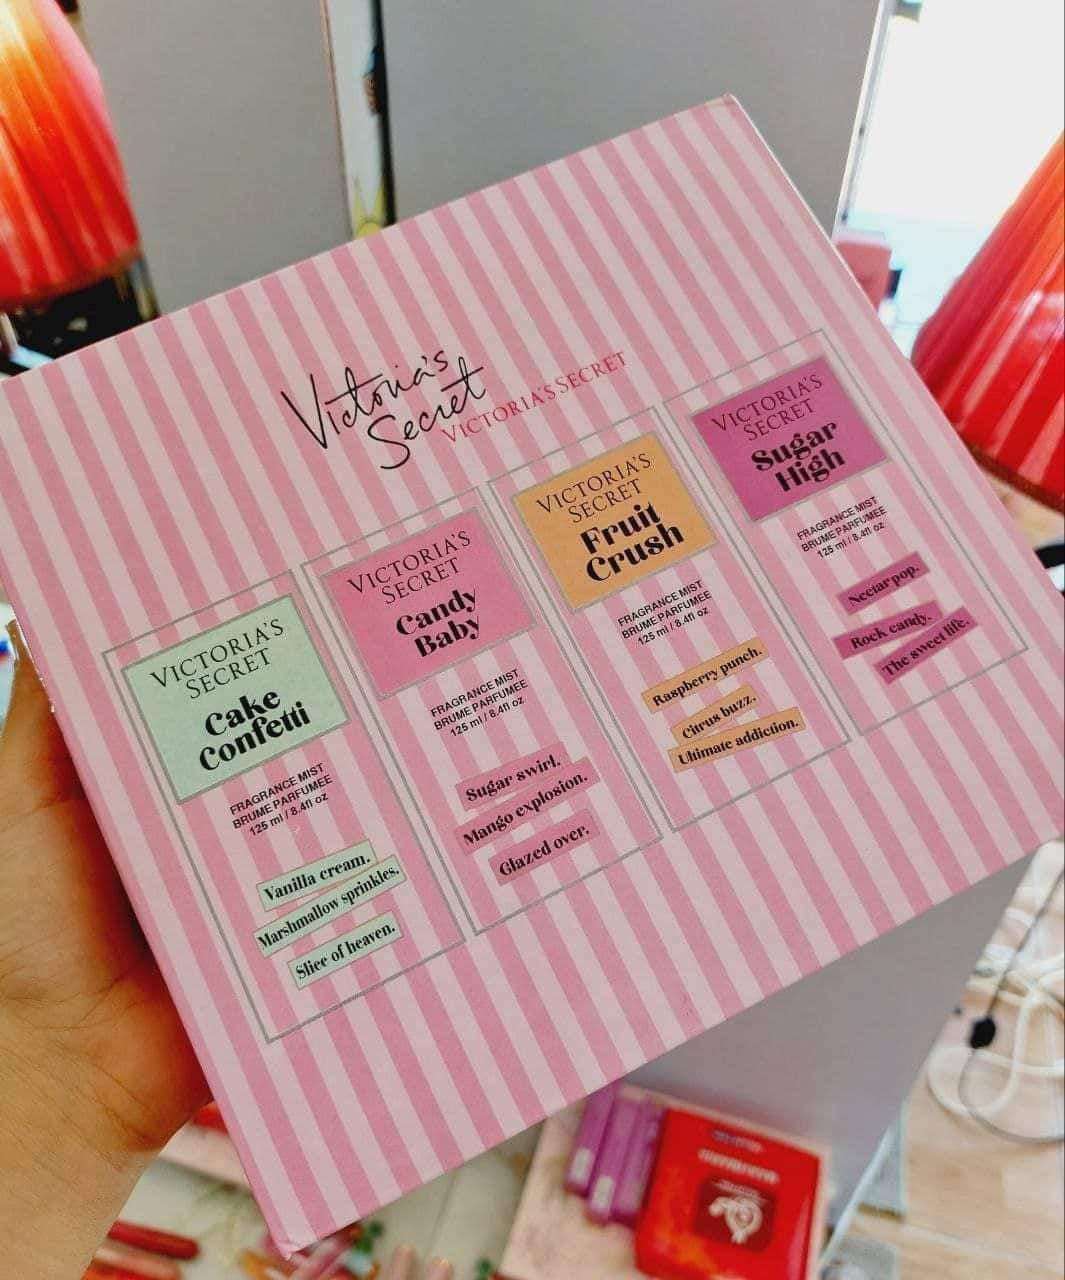 Victoria's
Secret
VICTORIA'S SECRET
VICTORIA'S
SECRET
Cake
Confetti
FRAGRANCE MIST
BRUME PARFUMEE
125 ml / 8.4fl oz
Vanilla cream.
Marshmallow sprinkles.
Slice of heaven.
VICTORIA'S
SECRET
Candy
Baby
FRAGRANCE MIST
BRUME PARFUMEE
125 ml / 8.4fl oz
Sugar swirl.
Mango explosion.
Glazed over.
VICTORIA'S
SECRET
Fruit
Crush
FRAGRANCE MIST
BRUME PARFUMEE
125 ml / 8.4fl oz
Raspberry punch.
Citrus buzz.
Ultimate addiction.
VICTORIA'S
SECRET
Sugar
High
FRAGRANCE MIST
BRUME PARFUMEE
125 ml / 8.4fl oz
Nectar pop.
Rock candy.
The sweet life.